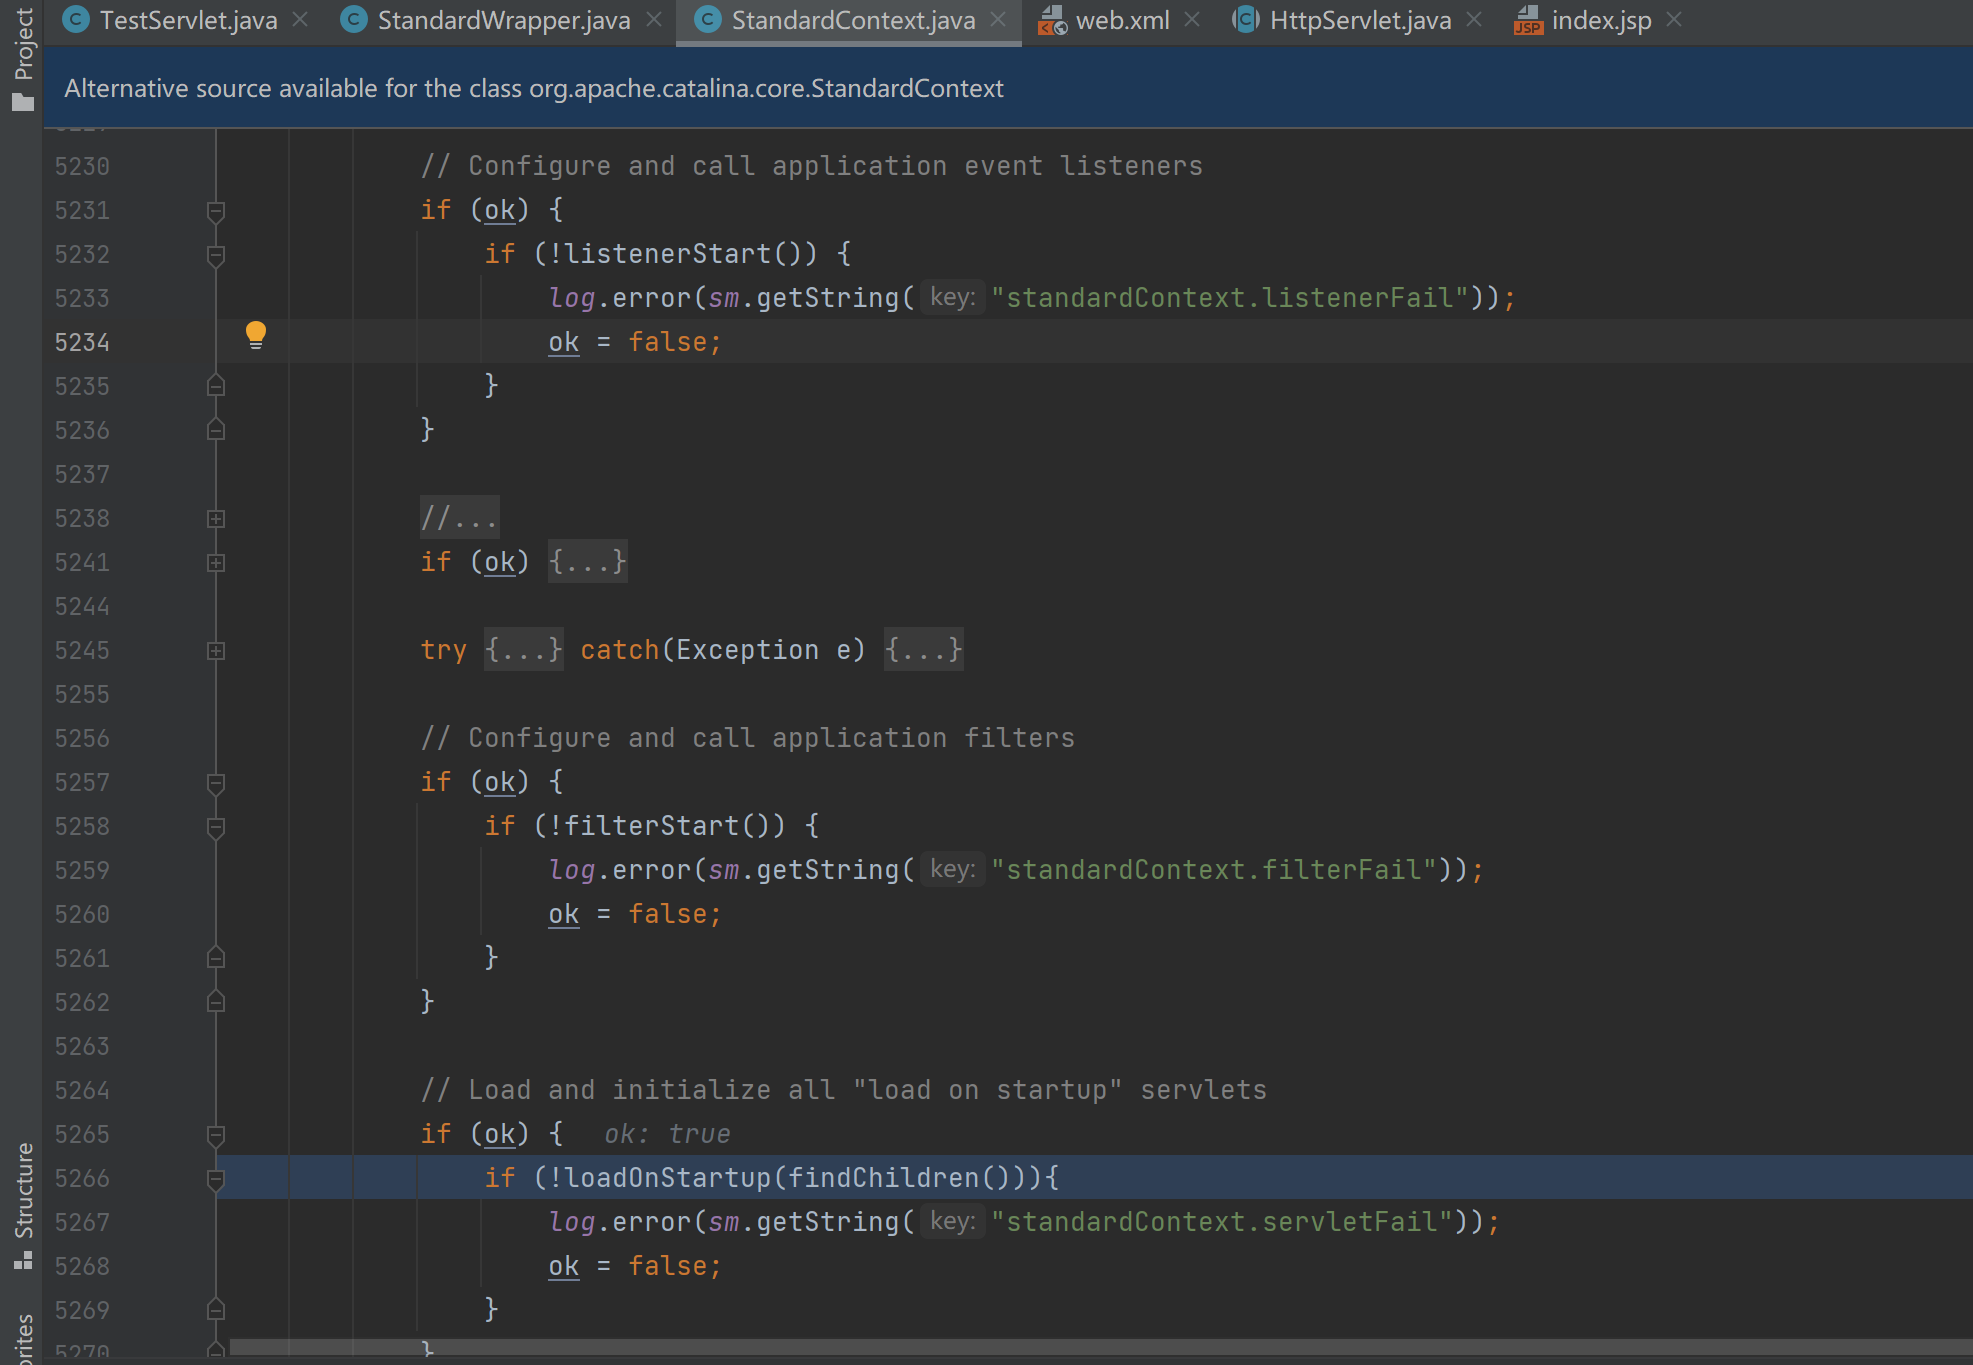 TestServlet.java StandardWrapper.java StandardContext.java web.xml HttpServlet.java index.jsp
Project
Alternative source available for the class org.apache.catalina.core.StandardContext
5230 // Configure and call application event listeners
5231 if (ok) {
5232 if (!listenerStart()) {
5233 log.error(sm.getString( key: "standardContext.listenerFail"));
5234 ok = false;
5235 }
5236 }
5237
5238 //...
5241 if (ok) {...}
5244
5245 try {...} catch(Exception e) {...}
5255
5256 // Configure and call application filters
5257 if (ok) {
5258 if (!filterStart()) {
5259 log.error(sm.getString( key: "standardContext.filterFail"));
5260 ok = false;
5261 }
5262 }
5263
5264 // Load and initialize all "load on startup" servlets
5265 if (ok) { ok: true
5266 if (!loadOnStartup(findChildren())){
5267 log.error(sm.getString( key: "standardContext.servletFail"));
5268 ok = false;
5269 }
5270 }
Structure
JSP